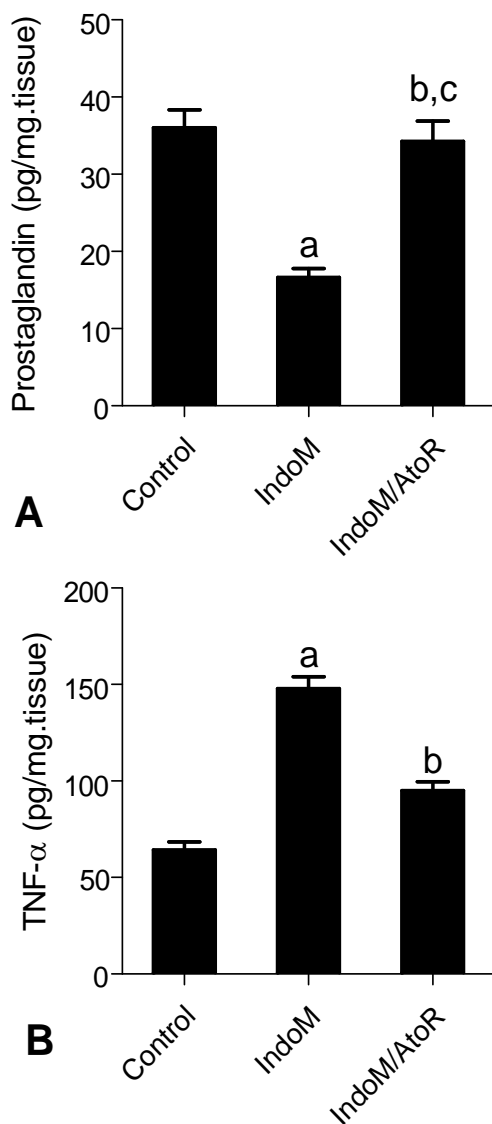 Prostaglandin (pg/mg.tissue)
50
40
30
20
10
0
a
b,c
Control
IndoM
IndoM/AtoR
A
TNF-α (pg/mg.tissue)
200
150
100
50
0
a
b
Control
IndoM
IndoM/AtoR
B